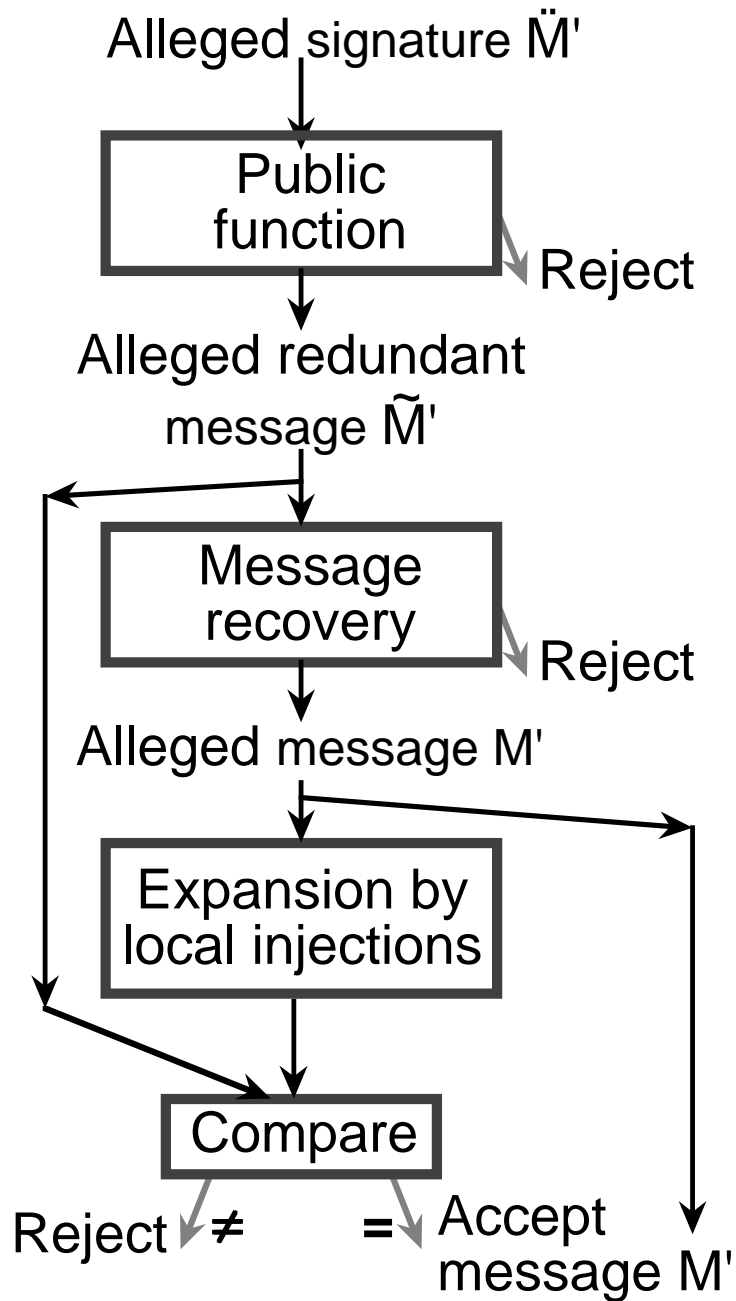 Alleged signature M̈'
Public
function
Reject
Alleged redundant
message M̃'
Message
recovery
Reject
Alleged message M'
Expansion by
local injections
Compare
Reject ≠ = Accept
message M'